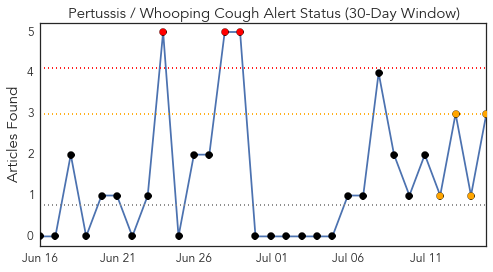 Pertussis / Whooping Cough Alert Status (30-Day Window)
Articles Found
5
4
3
2
1
0
Jun 16 Jun 21 Jun 26 Jul 01 Jul 06 Jul 11